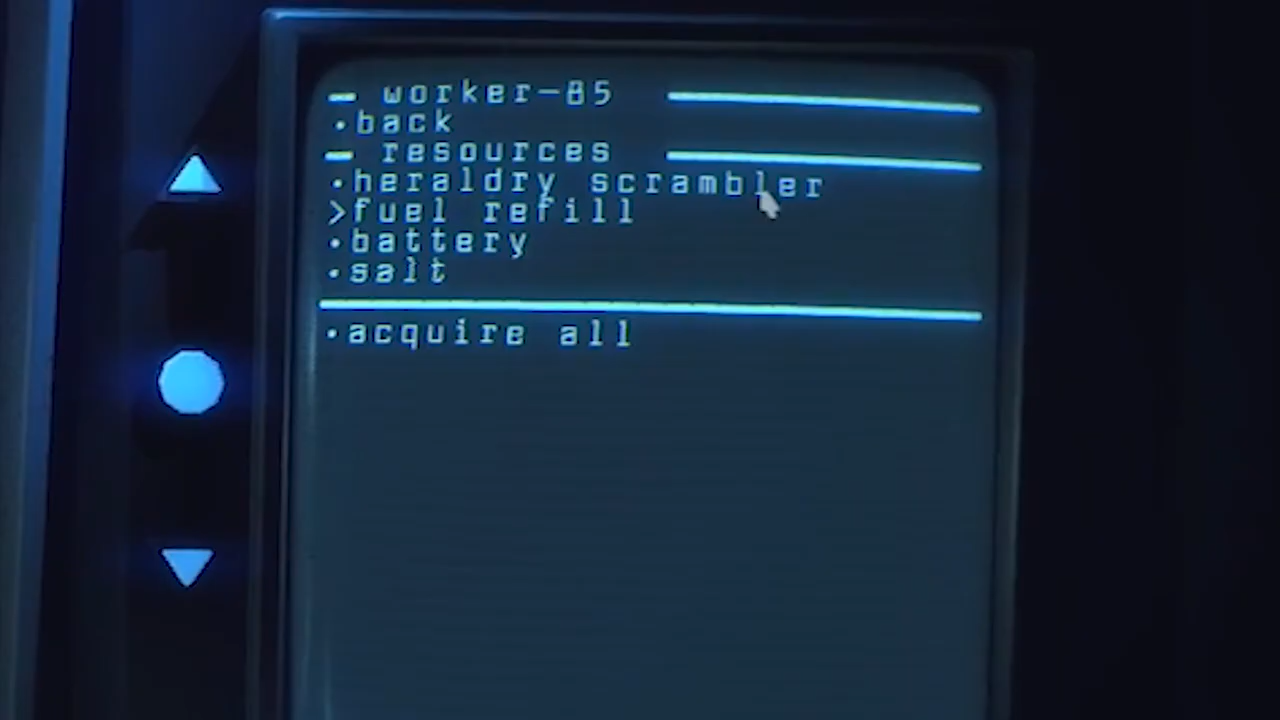 — worker-85
•back
— resources
•heraldry scrambler
>fuel refill
•battery
•salt
•acquire all